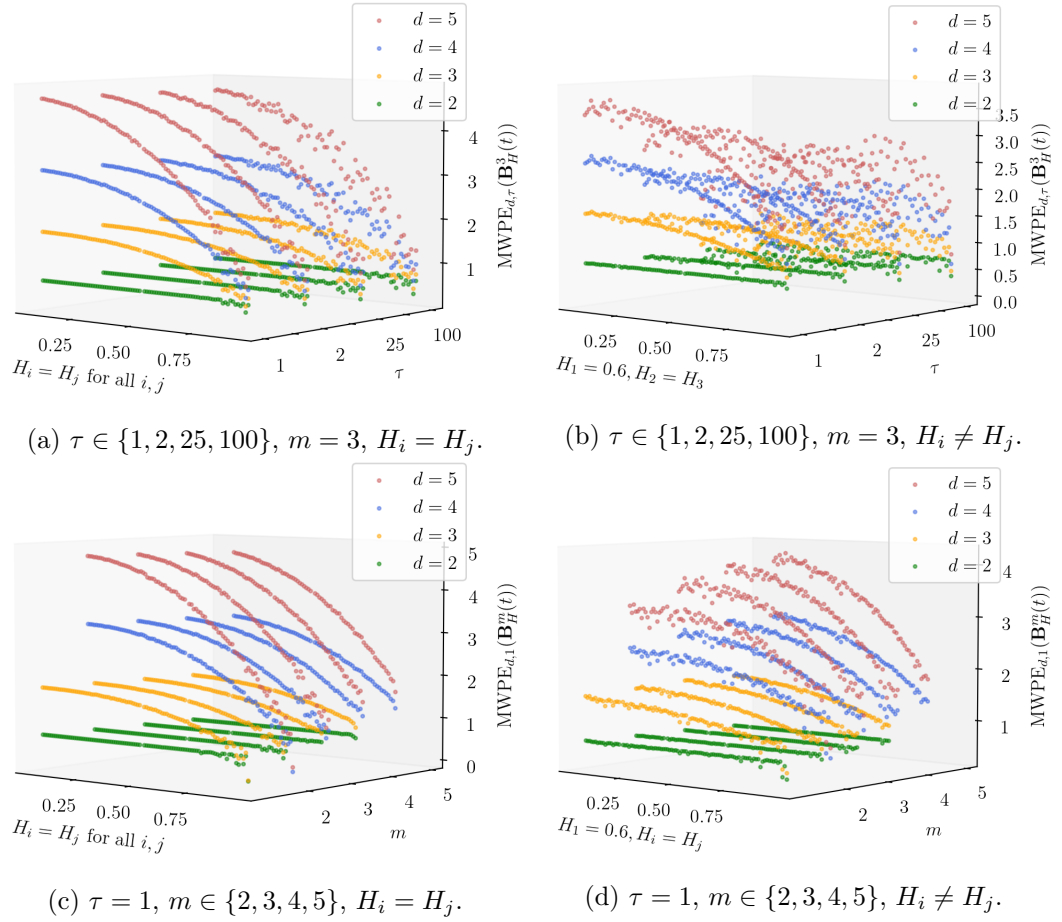 d = 5
d = 4
d = 3
d = 2
4
3
2
1
MWPE_{d,τ}(B^3_H(t))
0.25 0.50 0.75
1 2 25 100
H_i = H_j for all i, j
τ
d = 5
d = 4
d = 3
d = 2
3.5
3.0
2.5
2.0
1.5
1.0
0.5
0.0
MWPE_{d,τ}(B^3_H(t))
0.25 0.50 0.75
1 2 25 100
H_1 = 0.6, H_2 = H_3
τ
(a) τ ∈ {1, 2, 25, 100}, m = 3, H_i = H_j.
(b) τ ∈ {1, 2, 25, 100}, m = 3, H_i ≠ H_j.
d = 5
d = 4
d = 3
d = 2
5
4
3
2
1
0
MWPE_{d,1}(B^m_H(t))
0.25 0.50 0.75
2 3 4 5
H_i = H_j for all i, j
m
d = 5
d = 4
d = 3
d = 2
4
3
2
1
MWPE_{d,1}(B^m_H(t))
0.25 0.50 0.75
2 3 4 5
H_1 = 0.6, H_i = H_j
m
(c) τ = 1, m ∈ {2, 3, 4, 5}, H_i = H_j.
(d) τ = 1, m ∈ {2, 3, 4, 5}, H_i ≠ H_j.